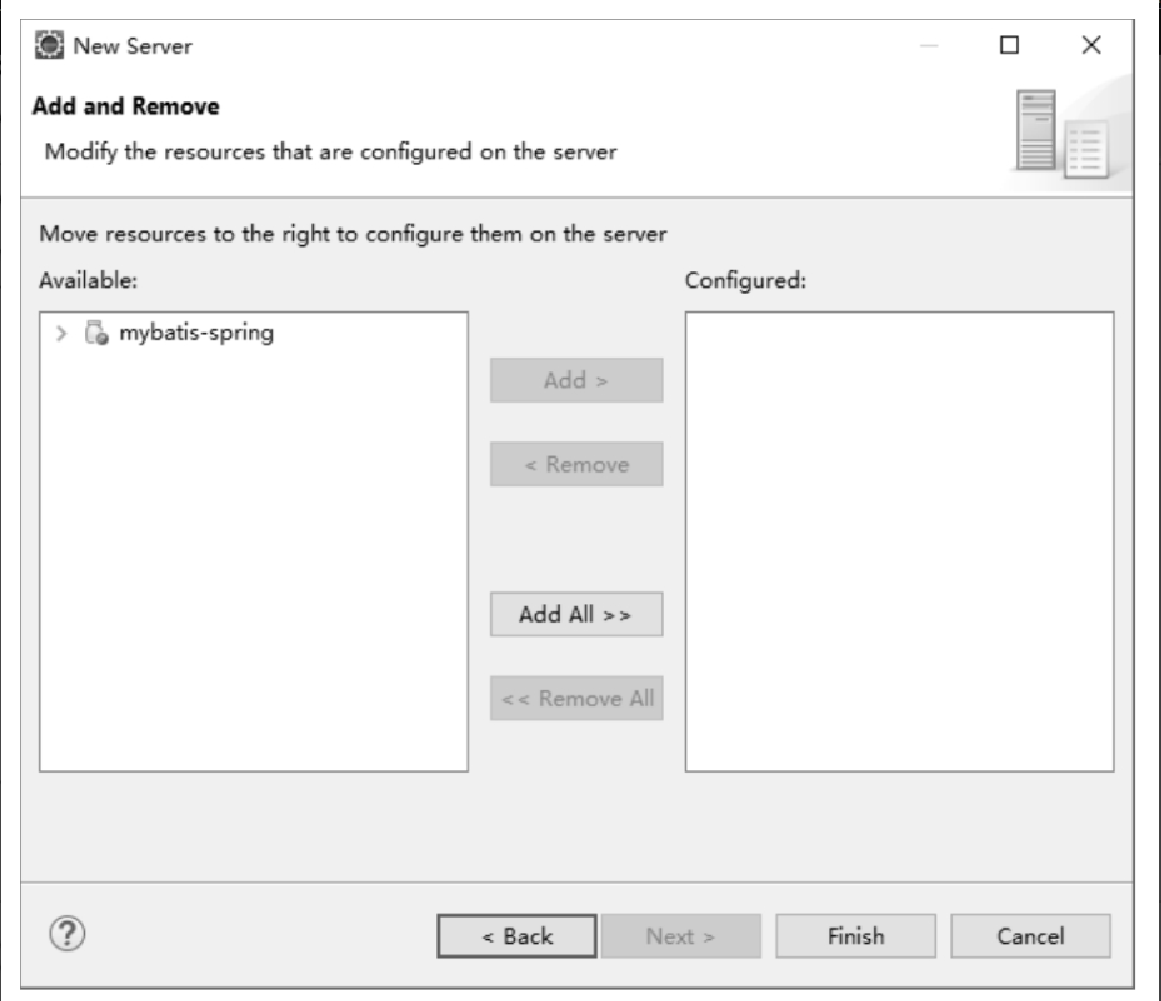 New Server
Add and Remove
Modify the resources that are configured on the server
Move resources to the right to configure them on the server
Available:
Configured:
mybatis-spring
Add >
< Remove
Add All >>
<< Remove All
?
< Back
Next >
Finish
Cancel